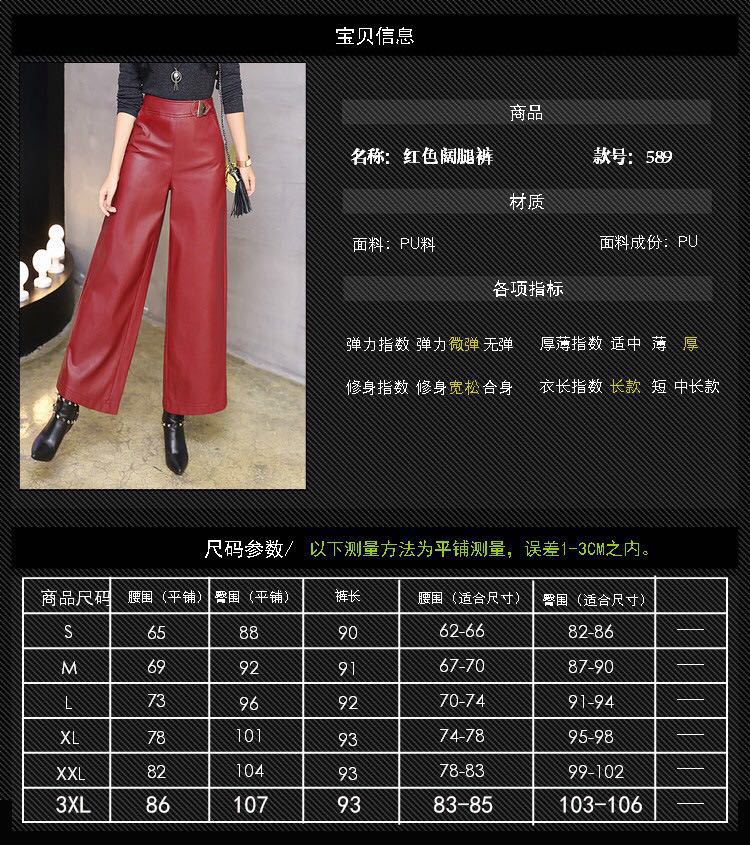 宝贝信息
商品
名称：红色阔腿裤 款号：589
材质
面料：PU料 面料成份：PU
各项指标
弹力指数 弹力 微弹 无弹 厚薄指数 适中 薄 厚
修身指数 修身 宽松 合身 衣长指数 长款 短 中长款
尺码参数/ 以下测量方法为平铺测量，误差1-3CM之内。
商品尺码 腰围（平铺） 臀围（平铺） 裤长 腰围（适合尺寸） 臀围（适合尺寸）
S 65 88 90 62-66 82-86 —
M 69 92 91 67-70 87-90 —
L 73 96 92 70-74 91-94 —
XL 78 101 93 74-78 95-98 —
XXL 82 104 93 78-83 99-102 —
3XL 86 107 93 83-85 103-106 —